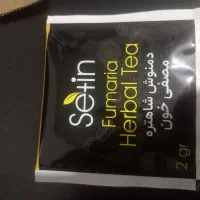 Setin
Fumaria
Herbal Tea
دمنوش شاهتره
مصفی خون
2 gr